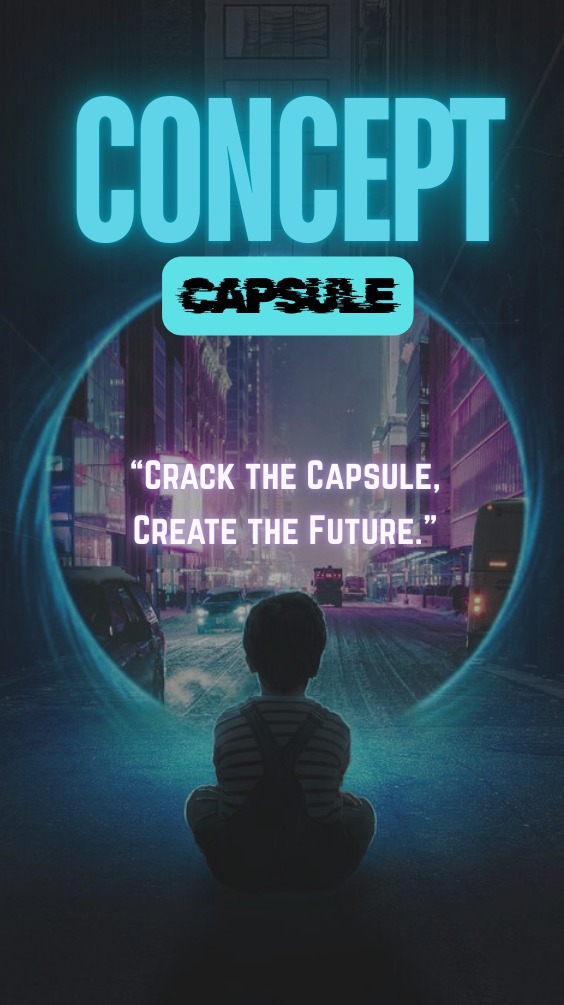 CONCEPT
CAPSULE
“Crack the Capsule,
Create the Future.”